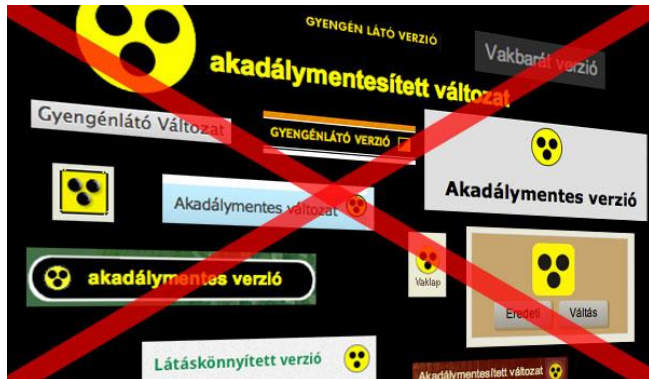 GYENGÉN LÁTÓ VERZIÓ
Vakbarát verzió
akadálymentesített változat
Gyengénlátó Változat
GYENGÉNLÁTÓ VERZIÓ
Akadálymentes verzió
Akadálymentes változat
akadálymentes verzió
Vaklap
Eredeti
Váltás
Látáskönnyített verzió
Akadálymentesített változat